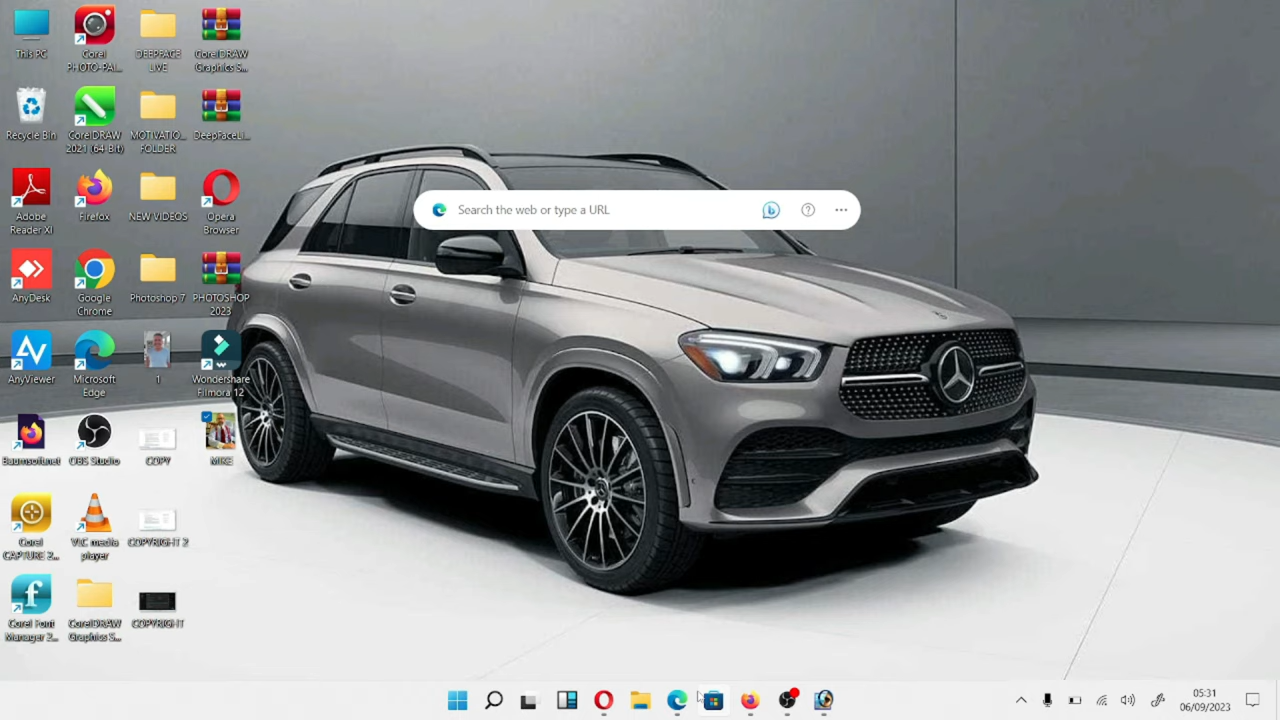 This PC
Corel
PHOTO-PAI...
DEEPFACE
LIVE
CorelDRAW
Graphics S...
Recycle Bin
CorelDRAW
2021 (64-Bit)
MOTIVATIO...
FOLDER
DeepFaceLi...
Adobe
Reader XI
Firefox
NEW VIDEOS
Opera
Browser
AnyDesk
Google
Chrome
Photoshop 7
PHOTOSHOP
2023
AnyViewer
Microsoft
Edge
1
Wondershare
Filmora 12
Baumsoft.net
OBS Studio
COPY
MIKE
Corel
CAPTURE 2...
VLC media
player
COPYRIGHT 2
Corel Font
Manager 2...
CorelDRAW
Graphics S...
COPYRIGHT
Search the web or type a URL
05:31
06/09/2023